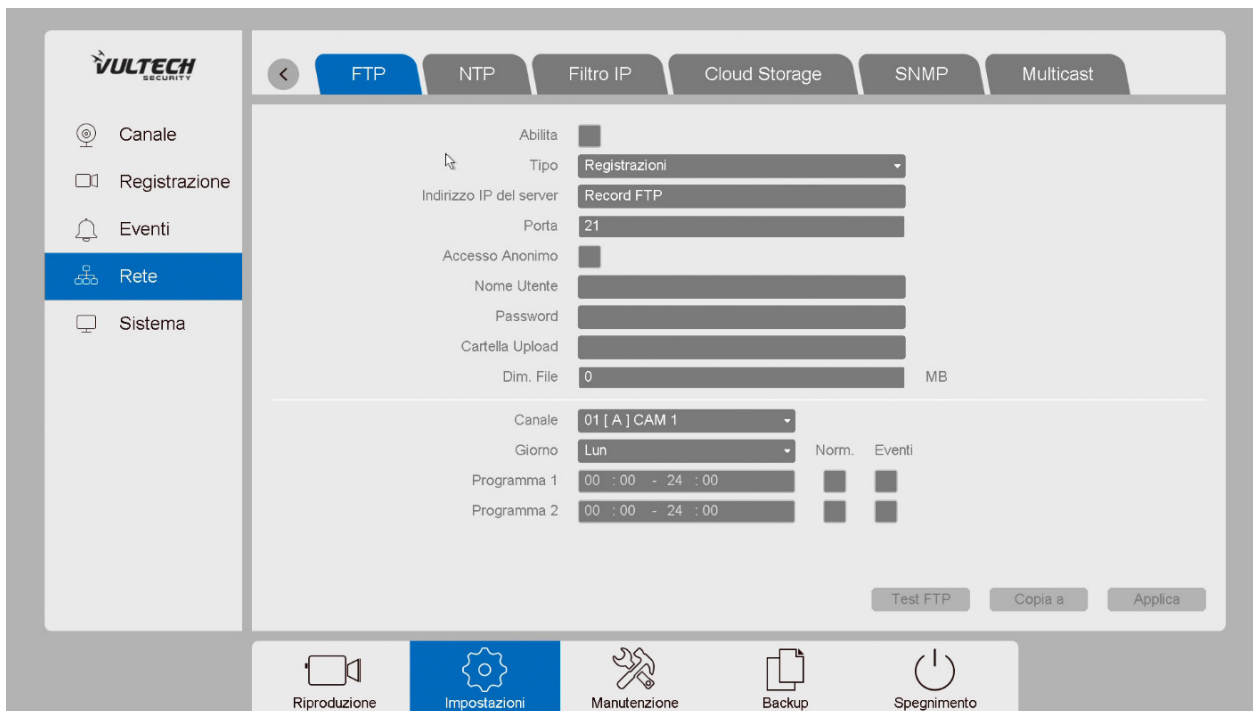 VULTECH
SECURITY
FTP NTP Filtro IP Cloud Storage SNMP Multicast
Canale
Registrazione
Eventi
Rete
Sistema
Abilita
Tipo Registrazioni
Indirizzo IP del server Record FTP
Porta 21
Accesso Anonimo
Nome Utente
Password
Cartella Upload
Dim. File 0 MB
Canale 01 [ A ] CAM 1
Giorno Lun Norm. Eventi
Programma 1 00 : 00 - 24 : 00
Programma 2 00 : 00 - 24 : 00
Test FTP Copia a Applica
Riproduzione Impostazioni Manutenzione Backup Spegnimento